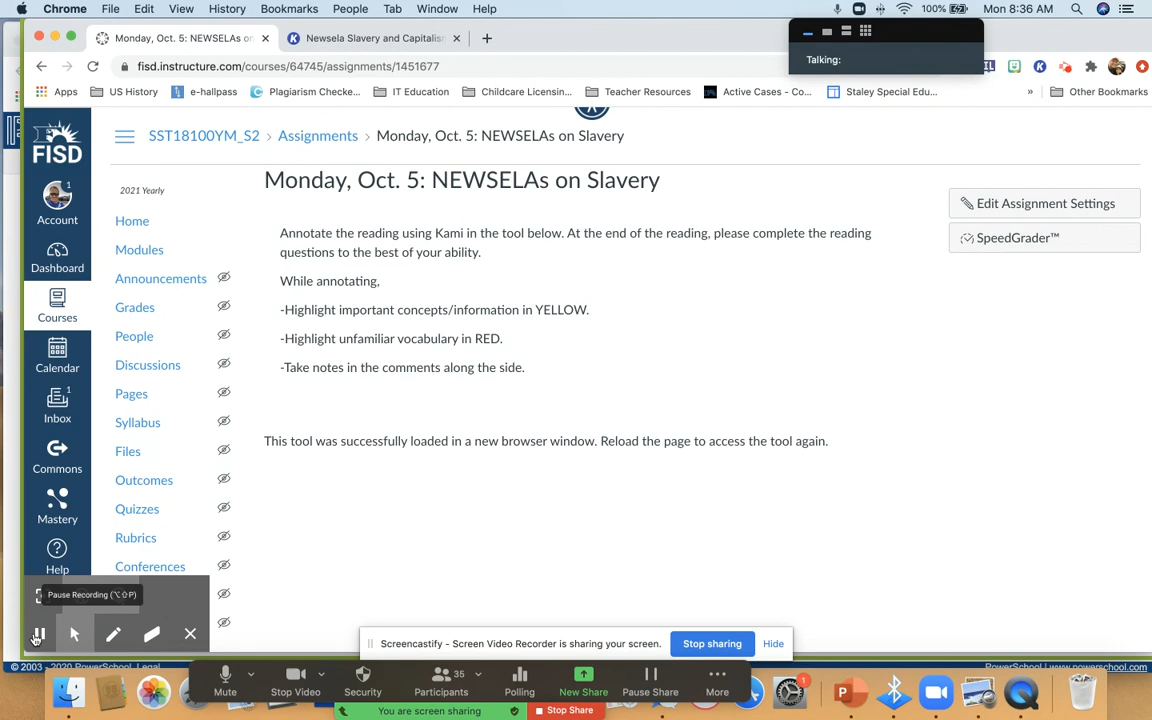 Chrome File Edit View History Bookmarks People Tab Window Help 100% Mon Oct 5 8:36 AM
Monday, Oct. 5: NEWSELAs on Newsela Slavery and Capitalism
Talking:
fisd.instructure.com/courses/64745/assignments/1451677
Apps US History e-hallpass Plagiarism Checke... IT Education Childcare Licensin... Teacher Resources Active Cases - Co... Staley Special Edu... » Other Bookmarks
FISD
SST18100YM_S2 > Assignments > Monday, Oct. 5: NEWSELAs on Slavery
2021 Yearly
Monday, Oct. 5: NEWSELAs on Slavery
Edit Assignment Settings
SpeedGrader™
Annotate the reading using Kami in the tool below. At the end of the reading, please complete the reading
questions to the best of your ability.
While annotating,
-Highlight important concepts/information in YELLOW.
-Highlight unfamiliar vocabulary in RED.
-Take notes in the comments along the side.
This tool was successfully loaded in a new browser window. Reload the page to access the tool again.
1
Account
Dashboard
Courses
Calendar
1
Inbox
Commons
Mastery
Help
Home
Modules
Announcements
Grades
People
Discussions
Pages
Syllabus
Files
Outcomes
Quizzes
Rubrics
Conferences
Pause Recording (⌥⇧P)
Screencastify - Screen Video Recorder is sharing your screen. Stop sharing Hide
© 2003 - 2020 PowerSchool, Legal
PowerSchool | www.powerschool.com
35
Mute Stop Video Security Participants Polling New Share Pause Share More
1
You are screen sharing Stop Share